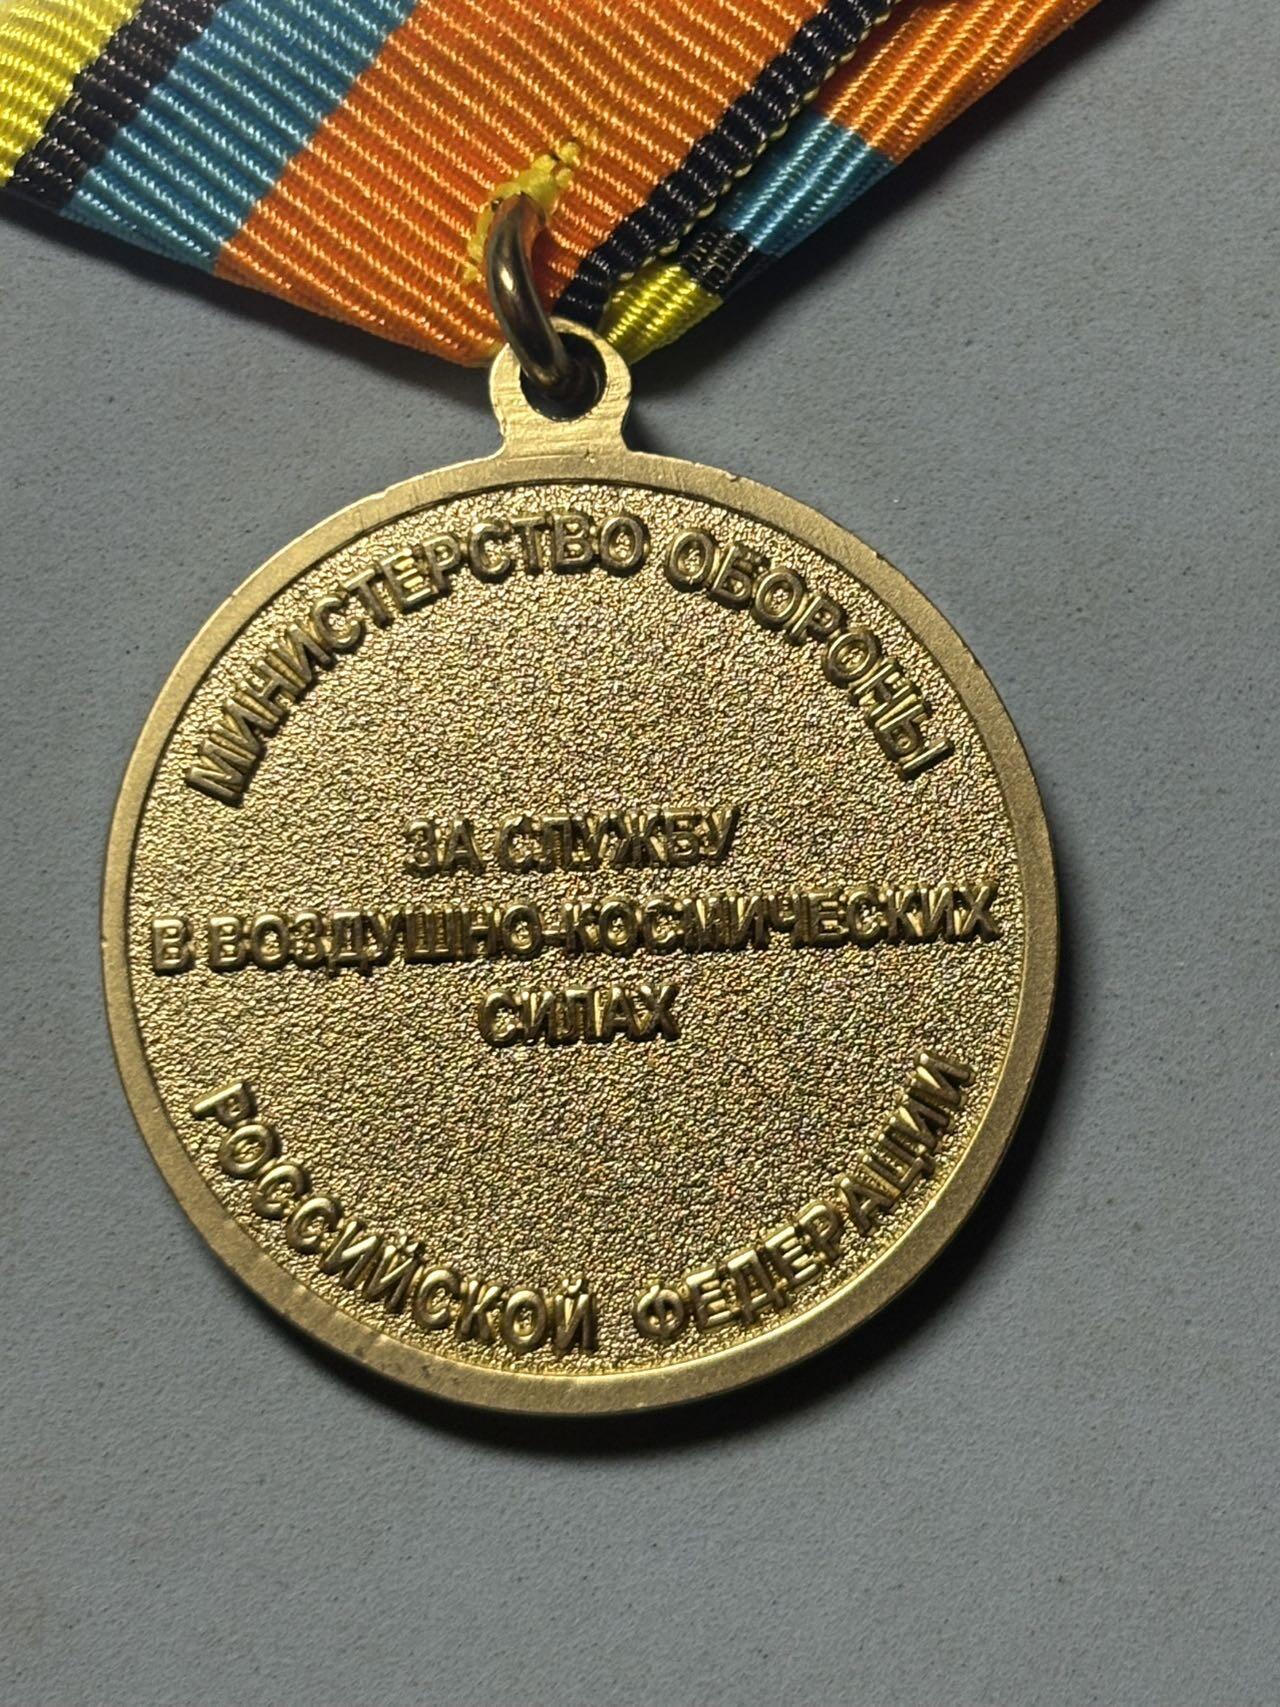 МИНИСТЕРСТВО ОБОРОНЫ
ЗА СЛУЖБУ
В ВОЗДУШНО-КОСМИЧЕСКИХ
СИЛАХ
РОССИЙСКОЙ ФЕДЕРАЦИИ